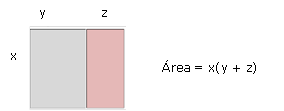 y z
x
Área = x(y + z)